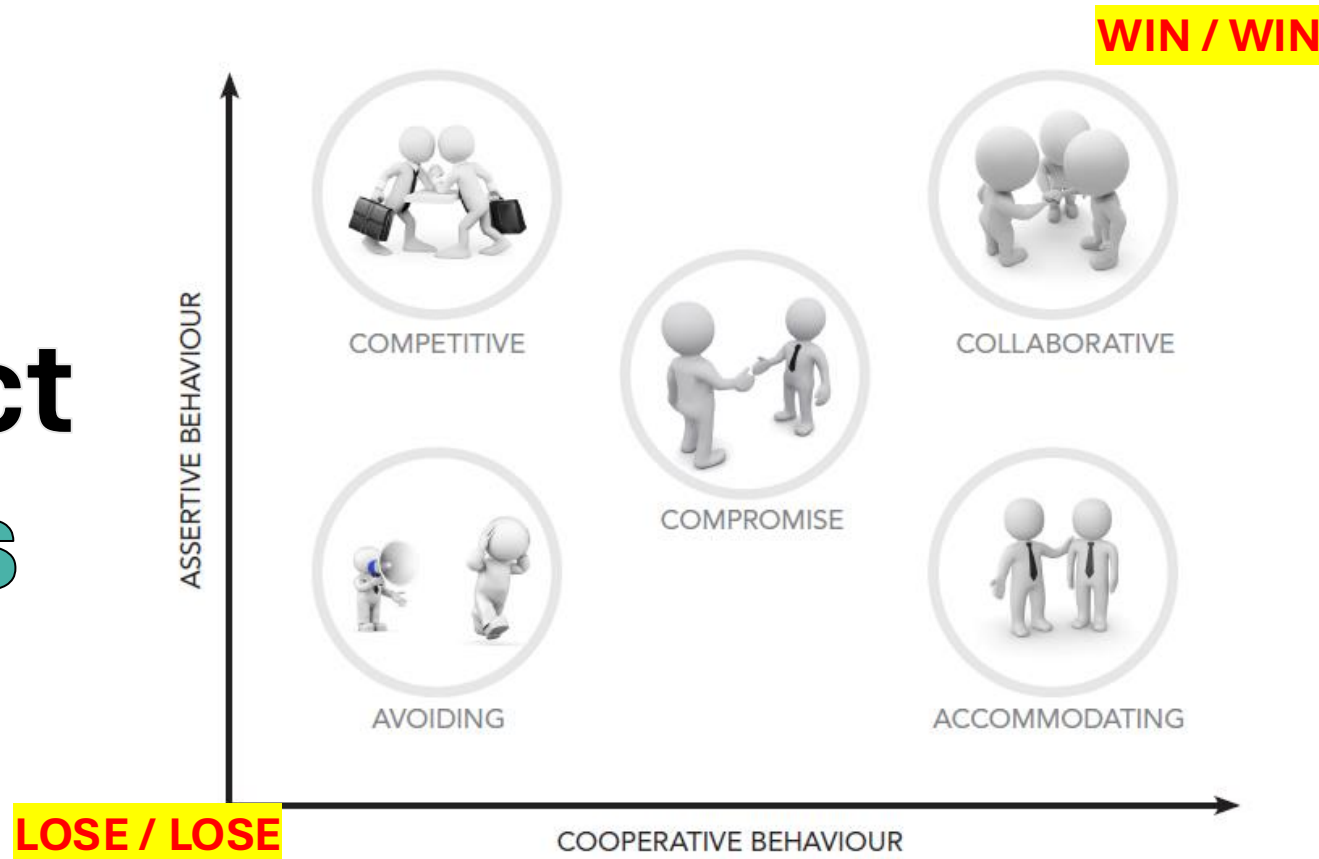 WIN / WIN
COMPETITIVE
COLLABORATIVE
ct
s
ASSERTIVE BEHAVIOUR
COMPROMISE
AVOIDING
ACCOMMODATING
LOSE / LOSE
COOPERATIVE BEHAVIOUR